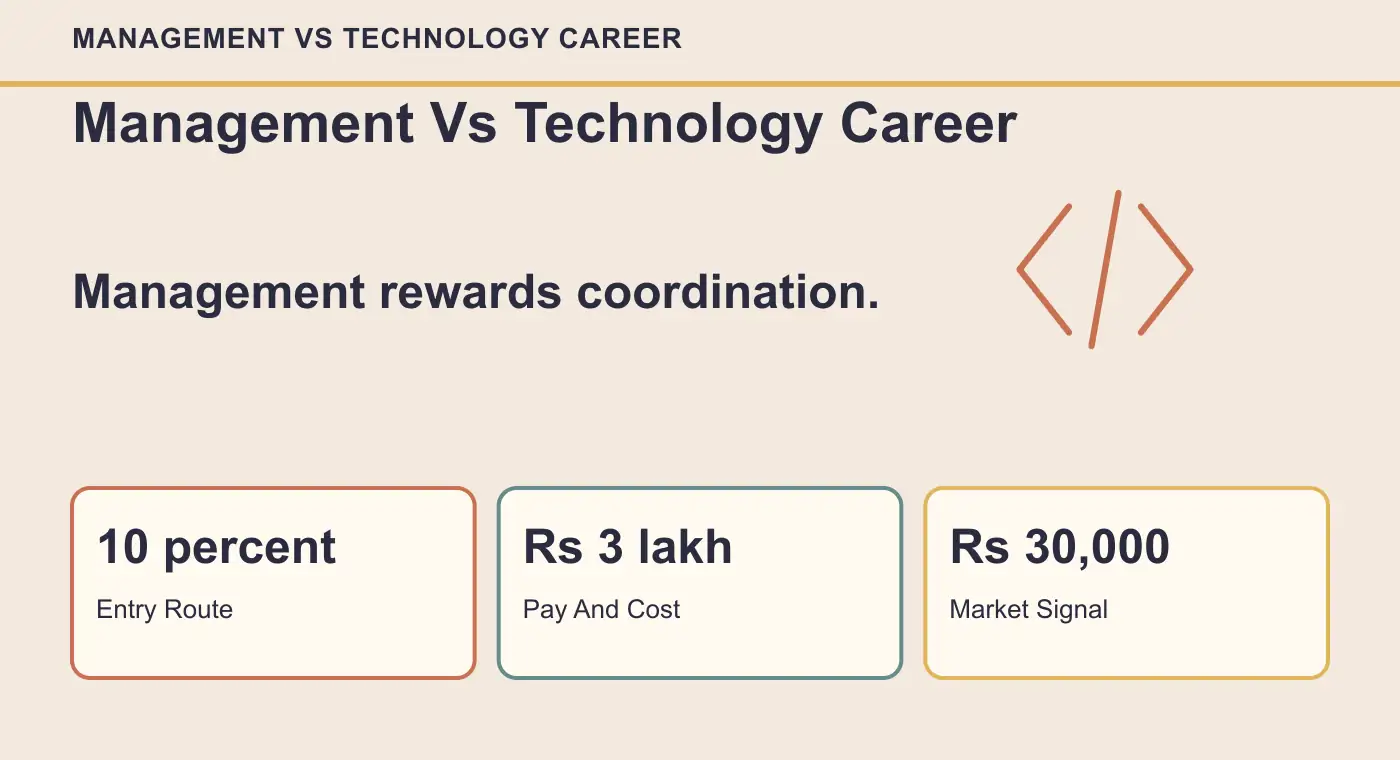 MANAGEMENT VS TECHNOLOGY CAREER
Management Vs Technology Career
Management rewards coordination.
10 percent
Entry Route
Rs 3 lakh
Pay And Cost
Rs 30,000
Market Signal